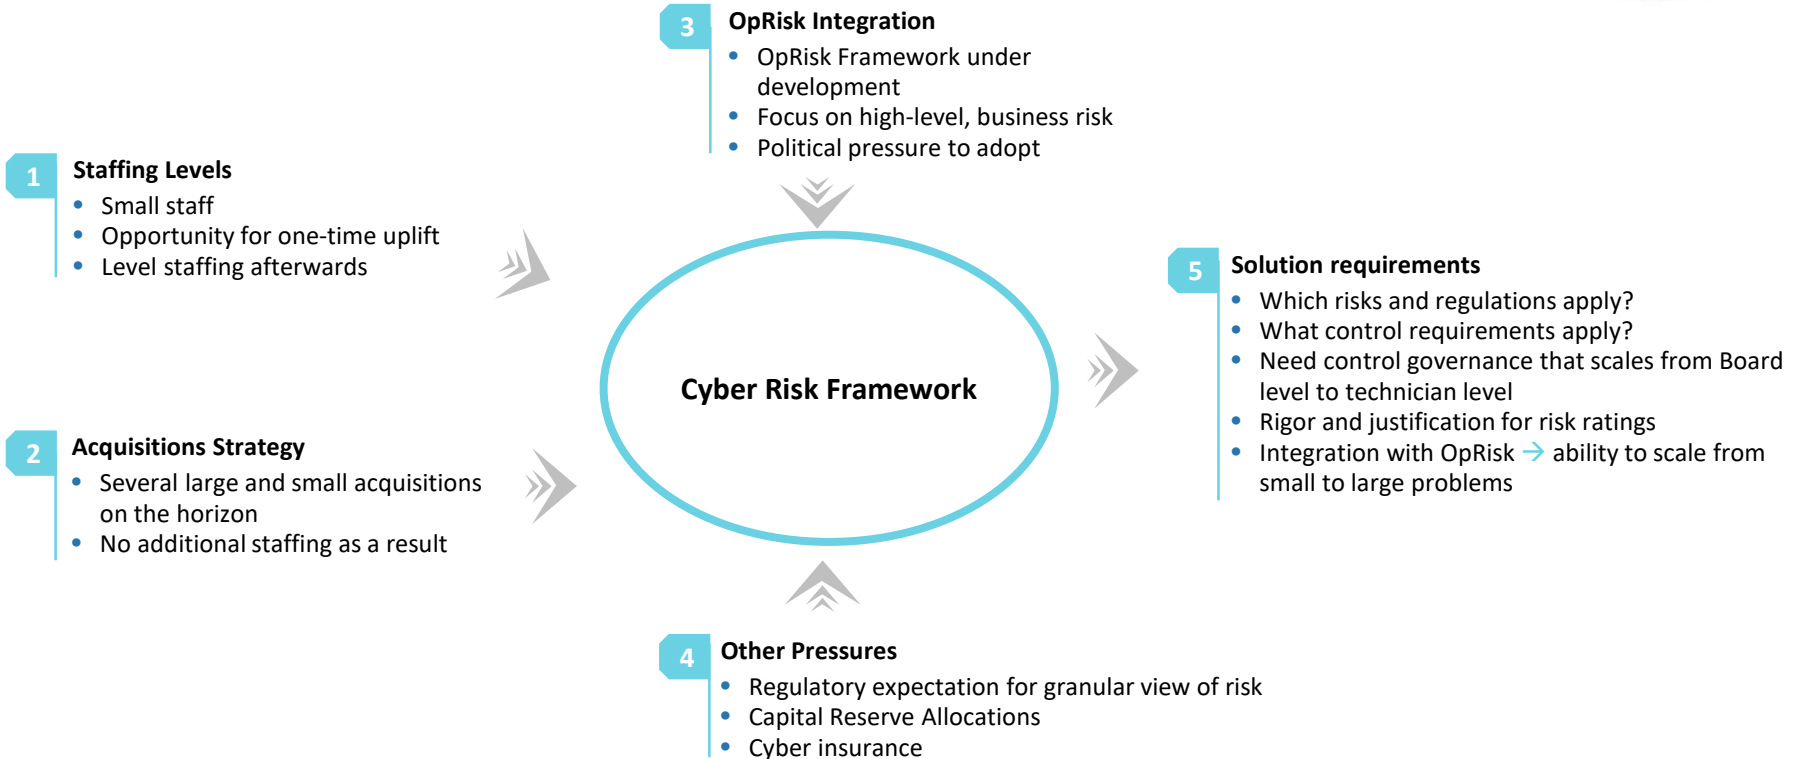 1
Staffing Levels
• Small staff
• Opportunity for one-time uplift
• Level staffing afterwards
2
Acquisitions Strategy
• Several large and small acquisitions
on the horizon
• No additional staffing as a result
3
OpRisk Integration
• OpRisk Framework under
development
• Focus on high-level, business risk
• Political pressure to adopt
Cyber Risk Framework
4
Other Pressures
• Regulatory expectation for granular view of risk
• Capital Reserve Allocations
• Cyber insurance
5
Solution requirements
• Which risks and regulations apply?
• What control requirements apply?
• Need control governance that scales from Board
level to technician level
• Rigor and justification for risk ratings
• Integration with OpRisk → ability to scale from
small to large problems